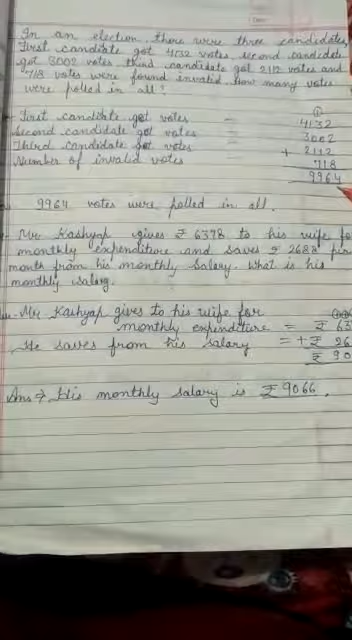 In an election there were three candidates,
First candidate got 4132 votes second candidate
got 3002 votes third candidate got 2112 votes and
718 votes were found invalid. How many votes
were polled in all?
First candidate got votes = 4132
Second candidate got votes = 3002
Third candidate got votes = + 2112
Number of invalid votes 718
9964
9964 votes were polled in all.
Mr Kashyap gives ₹ 6378 to his wife fo
monthly expenditure and saves ₹ 2688 per
month from his monthly salary. What is his
monthly salary.
Mr Kashyap gives to his wife for
monthly expenditure = ₹ 63
He saves from his salary = + ₹ 26
₹ 90
Ans → His monthly salary is ₹ 9066.